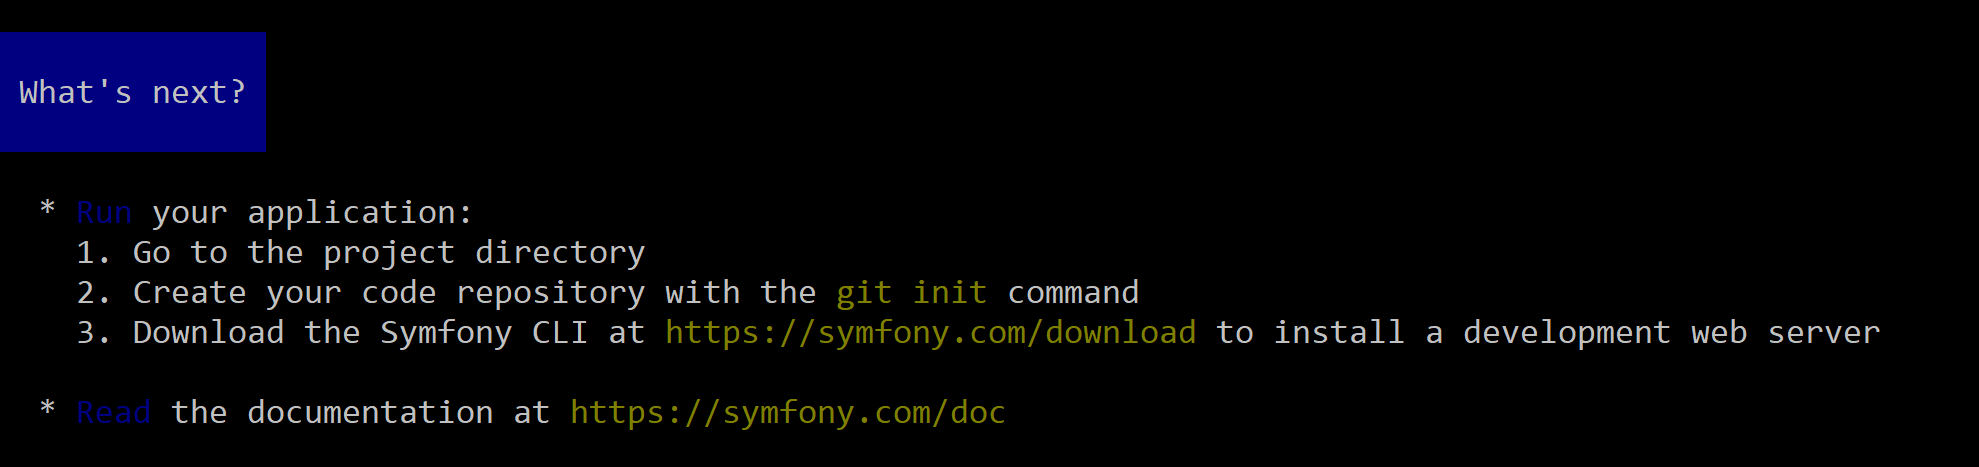 What's next?
* Run your application:
1. Go to the project directory
2. Create your code repository with the git init command
3. Download the Symfony CLI at https://symfony.com/download to install a development web server
* Read the documentation at https://symfony.com/doc